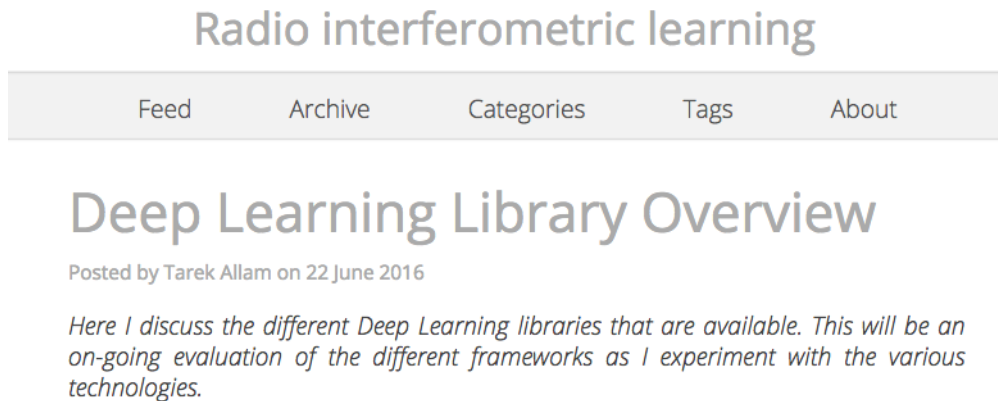 Radio interferometric learning
Feed Archive Categories Tags About
Deep Learning Library Overview
Posted by Tarek Allam on 22 June 2016
Here I discuss the different Deep Learning libraries that are available. This will be an
on-going evaluation of the different frameworks as I experiment with the various
technologies.